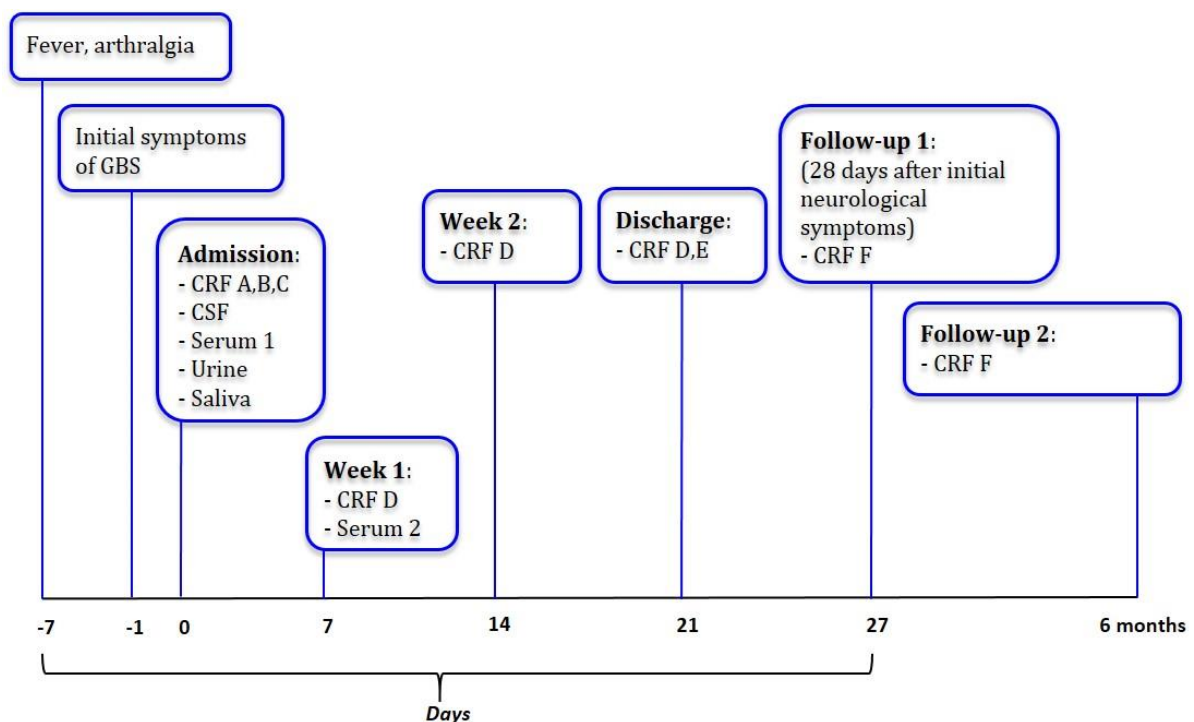 Fever, arthralgia
Initial symptoms
of GBS
Admission:
- CRF A,B,C
- CSF
- Serum 1
- Urine
- Saliva
Week 1:
- CRF D
- Serum 2
Week 2:
- CRF D
Discharge:
- CRF D,E
Follow-up 1:
(28 days after initial
neurological
symptoms)
- CRF F
Follow-up 2:
- CRF F
-7 -1 0 7 14 21 27 6 months
Days